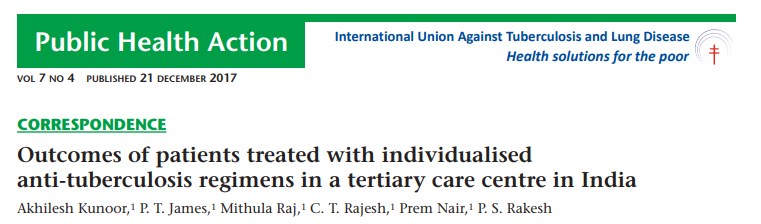 Public Health Action
International Union Against Tuberculosis and Lung Disease
Health solutions for the poor
VOL 7 NO 4 PUBLISHED 21 DECEMBER 2017
CORRESPONDENCE
Outcomes of patients treated with individualised
anti-tuberculosis regimens in a tertiary care centre in India
Akhilesh Kunoor,¹ P. T. James,¹ Mithula Raj,¹ C. T. Rajesh,¹ Prem Nair,¹ P. S. Rakesh